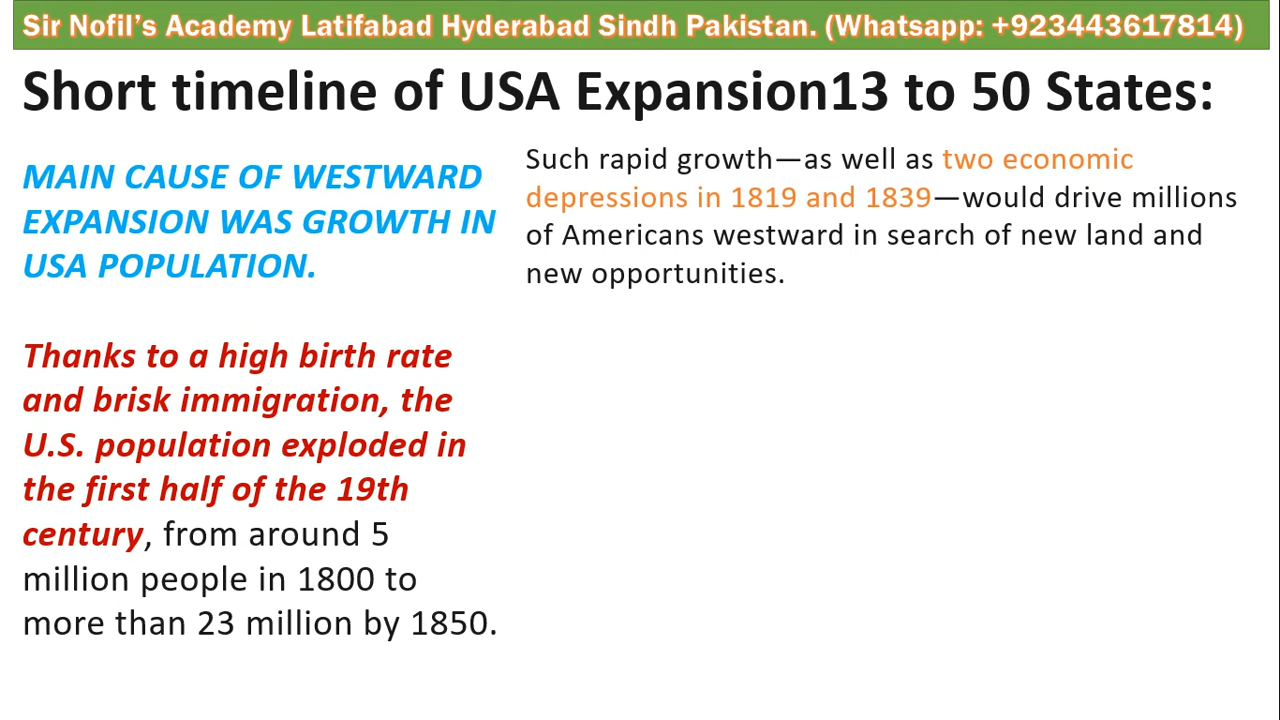 Sir Nofil’s Academy Latifabad Hyderabad Sindh Pakistan. (Whatsapp: +923443617814)
Short timeline of USA Expansion13 to 50 States:
MAIN CAUSE OF WESTWARD
EXPANSION WAS GROWTH IN
USA POPULATION.
Thanks to a high birth rate
and brisk immigration, the
U.S. population exploded in
the first half of the 19th
century, from around 5
million people in 1800 to
more than 23 million by 1850.
Such rapid growth—as well as two economic
depressions in 1819 and 1839—would drive millions
of Americans westward in search of new land and
new opportunities.